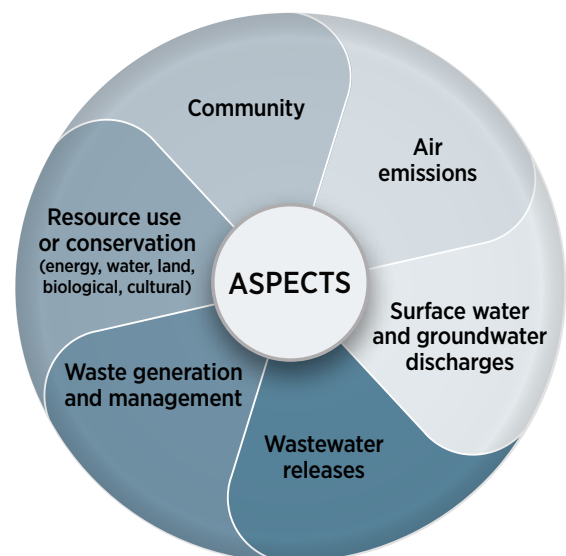 Community
Air
emissions
Resource use
or conservation
(energy, water, land,
biological, cultural)
ASPECTS
Surface water
and groundwater
discharges
Waste generation
and management
Wastewater
releases